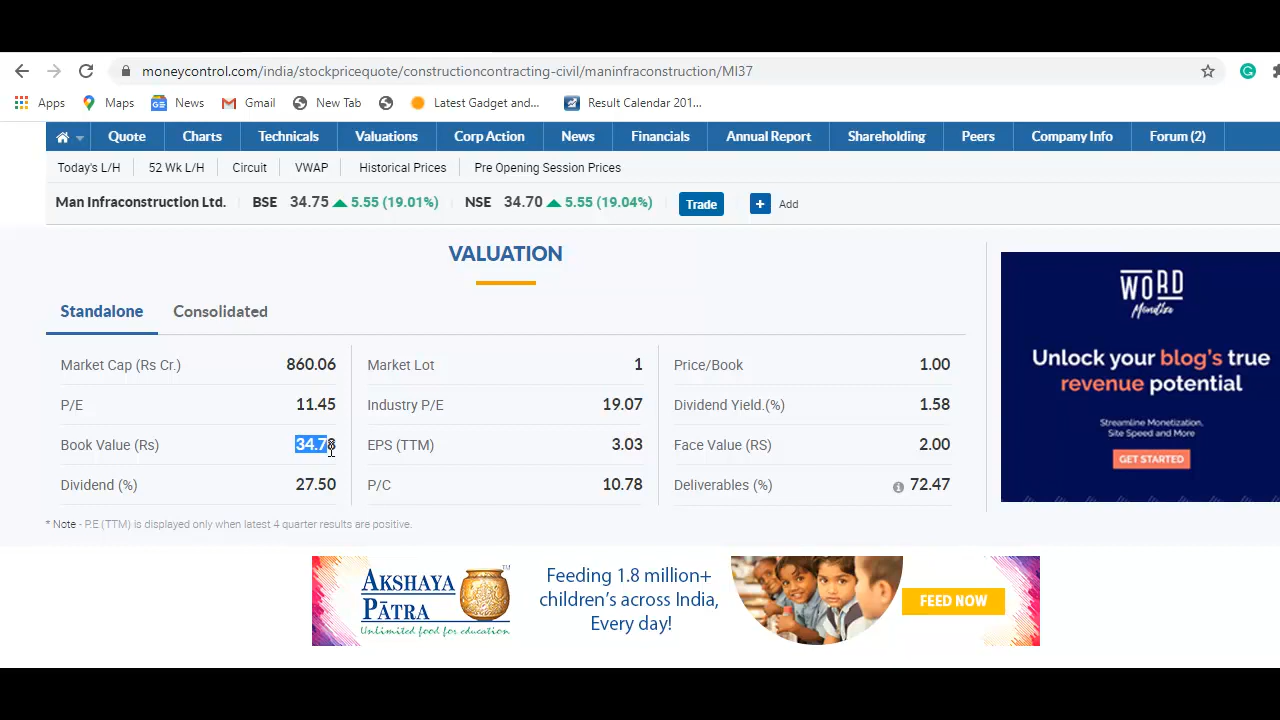 moneycontrol.com/india/stockpricequote/constructioncontracting-civil/maninfraconstruction/MI37
Apps Maps News Gmail New Tab Latest Gadget and... Result Calendar 201...
Quote Charts Technicals Valuations Corp Action News Financials Annual Report Shareholding Peers Company Info Forum (2)
Today's L/H 52 Wk L/H Circuit VWAP Historical Prices Pre Opening Session Prices
Man Infraconstruction Ltd. BSE 34.75 5.55 (19.01%) NSE 34.70 5.55 (19.04%) Trade + Add
VALUATION
Standalone Consolidated
Market Cap (Rs Cr.) 860.06 Market Lot 1 Price/Book 1.00
P/E 11.45 Industry P/E 19.07 Dividend Yield.(%) 1.58
Book Value (Rs) 34.78 EPS (TTM) 3.03 Face Value (RS) 2.00
Dividend (%) 27.50 P/C 10.78 Deliverables (%) 72.47
* Note - P.E (TTM) is displayed only when latest 4 quarter results are positive.
WORD
Monetize
Unlock your blog's true
revenue potential
Streamline Monetization,
Site Speed and More
GET STARTED
AKSHAYA
PĀTRA
TM
Unlimited food for education
Feeding 1.8 million+
children's across India,
Every day!
FEED NOW